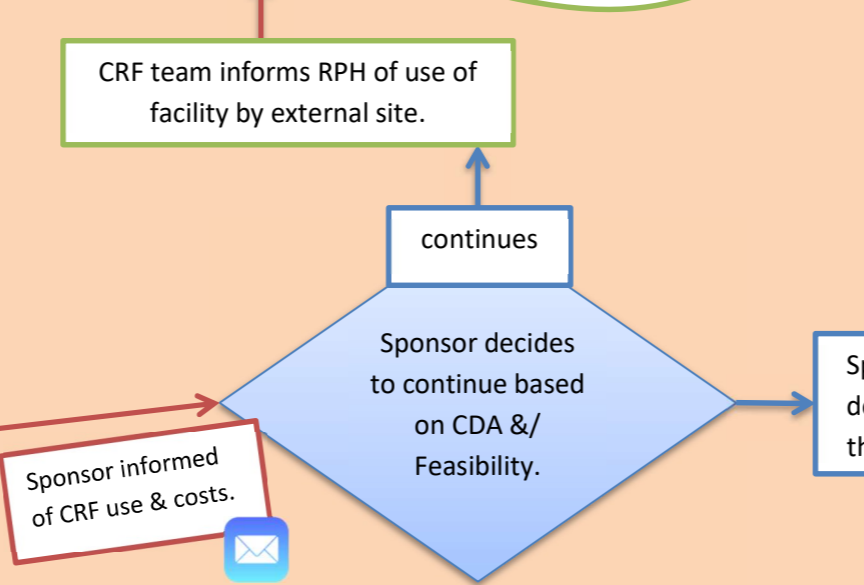 CRF team informs RPH of use of
facility by external site.
continues
Sponsor decides
to continue based
on CDA &/
Feasibility.
Sponsor informed
of CRF use & costs.